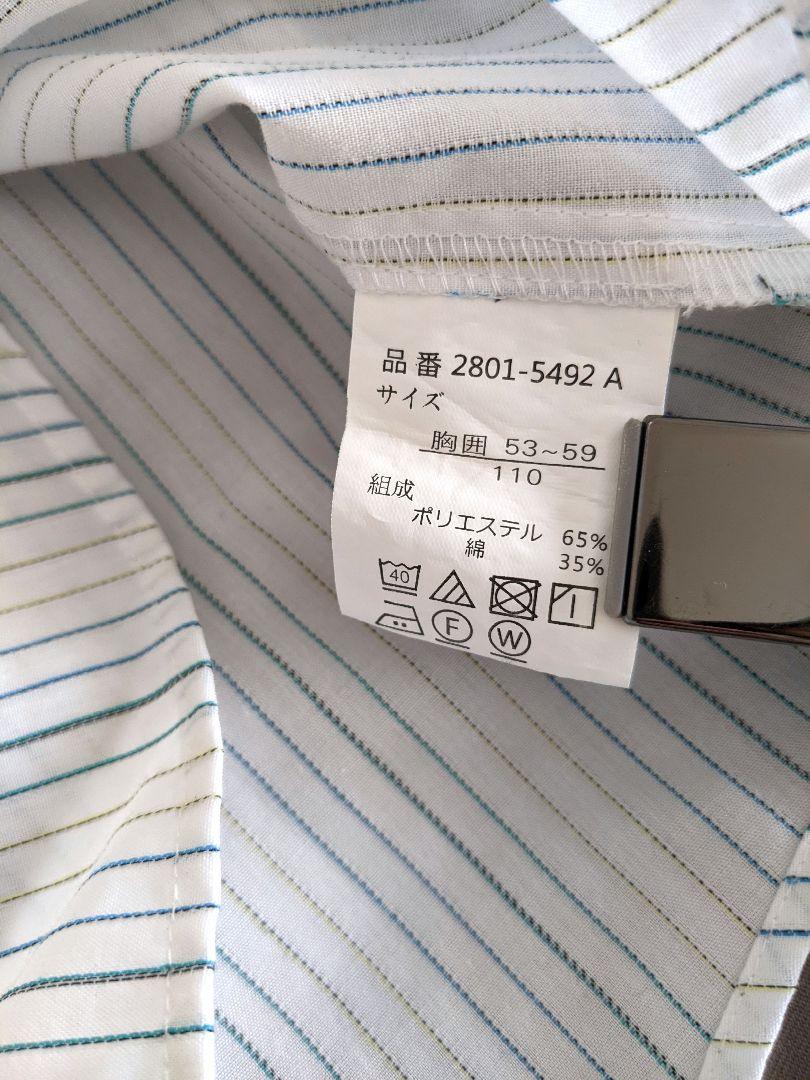 品番 2801-5492 A
サイズ
胸囲 53~59
110
組成
ポリエステル 65%
綿 35%
40
F W